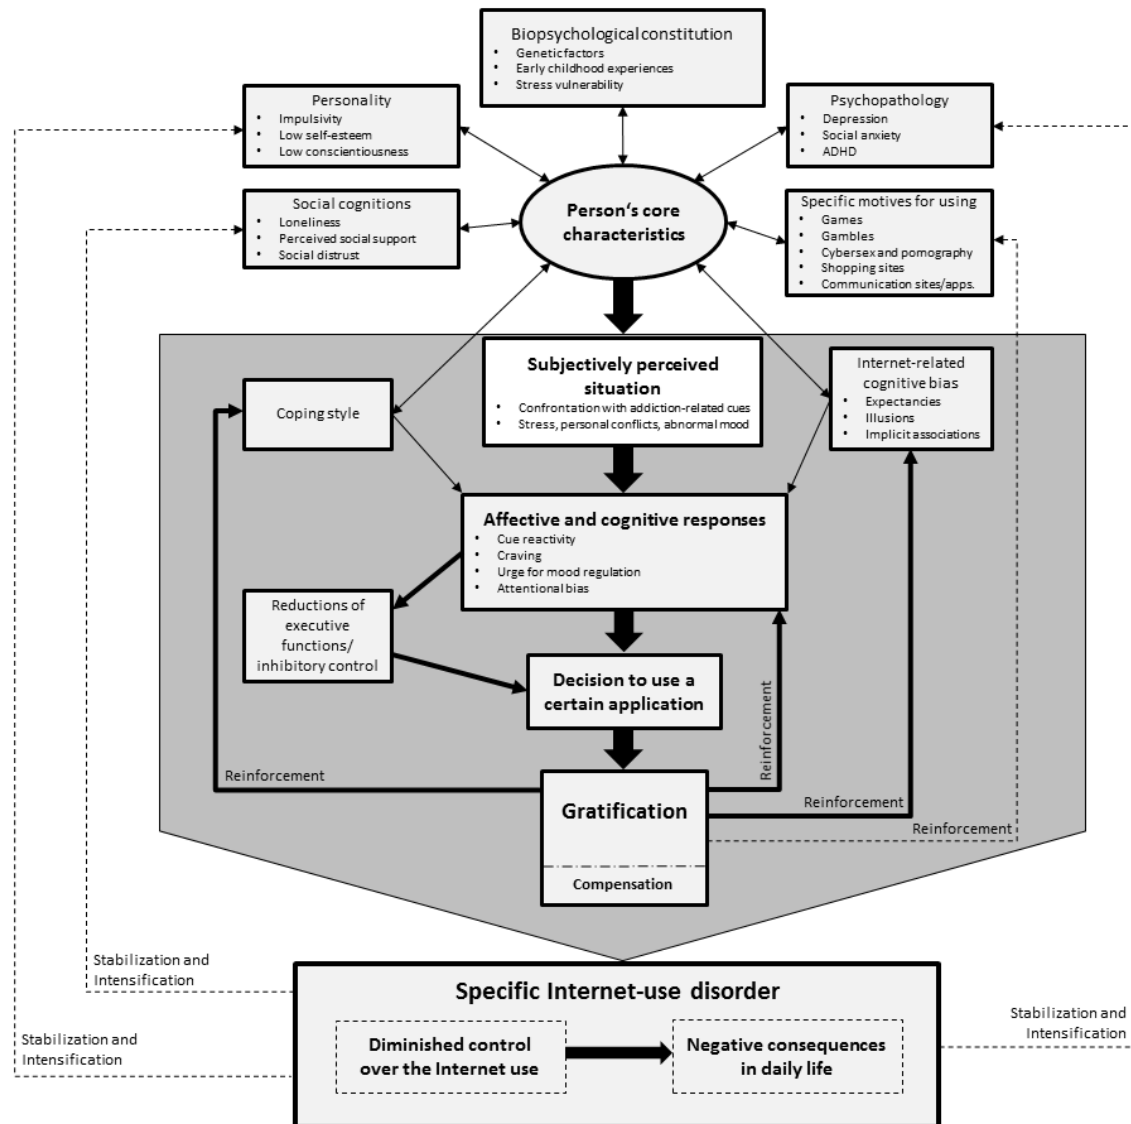 Biopsychological constitution
• Genetic factors
• Early childhood experiences
• Stress vulnerability
Personality
• Impulsivity
• Low self-esteem
• Low conscientiousness
Psychopathology
• Depression
• Social anxiety
• ADHD
Social cognitions
• Loneliness
• Perceived social support
• Social distrust
Person‘s core
characteristics
Specific motives for using
• Games
• Gambles
• Cybersex and pornography
• Shopping sites
• Communication sites/apps.
Subjectively perceived
situation
• Confrontation with addiction-related cues
• Stress, personal conflicts, abnormal mood
Coping style
Internet-related
cognitive bias
• Expectancies
• Illusions
• Implicit associations
Affective and cognitive responses
• Cue reactivity
• Craving
• Urge for mood regulation
• Attentional bias
Reductions of
executive
functions/
inhibitory control
Decision to use a
certain application
Reinforcement
Reinforcement
Gratification
Reinforcement
Reinforcement
Compensation
Stabilization and
Intensification
Specific Internet-use disorder
Stabilization and
Intensification
Diminished control
over the Internet use
Negative consequences
in daily life
Stabilization and
Intensification